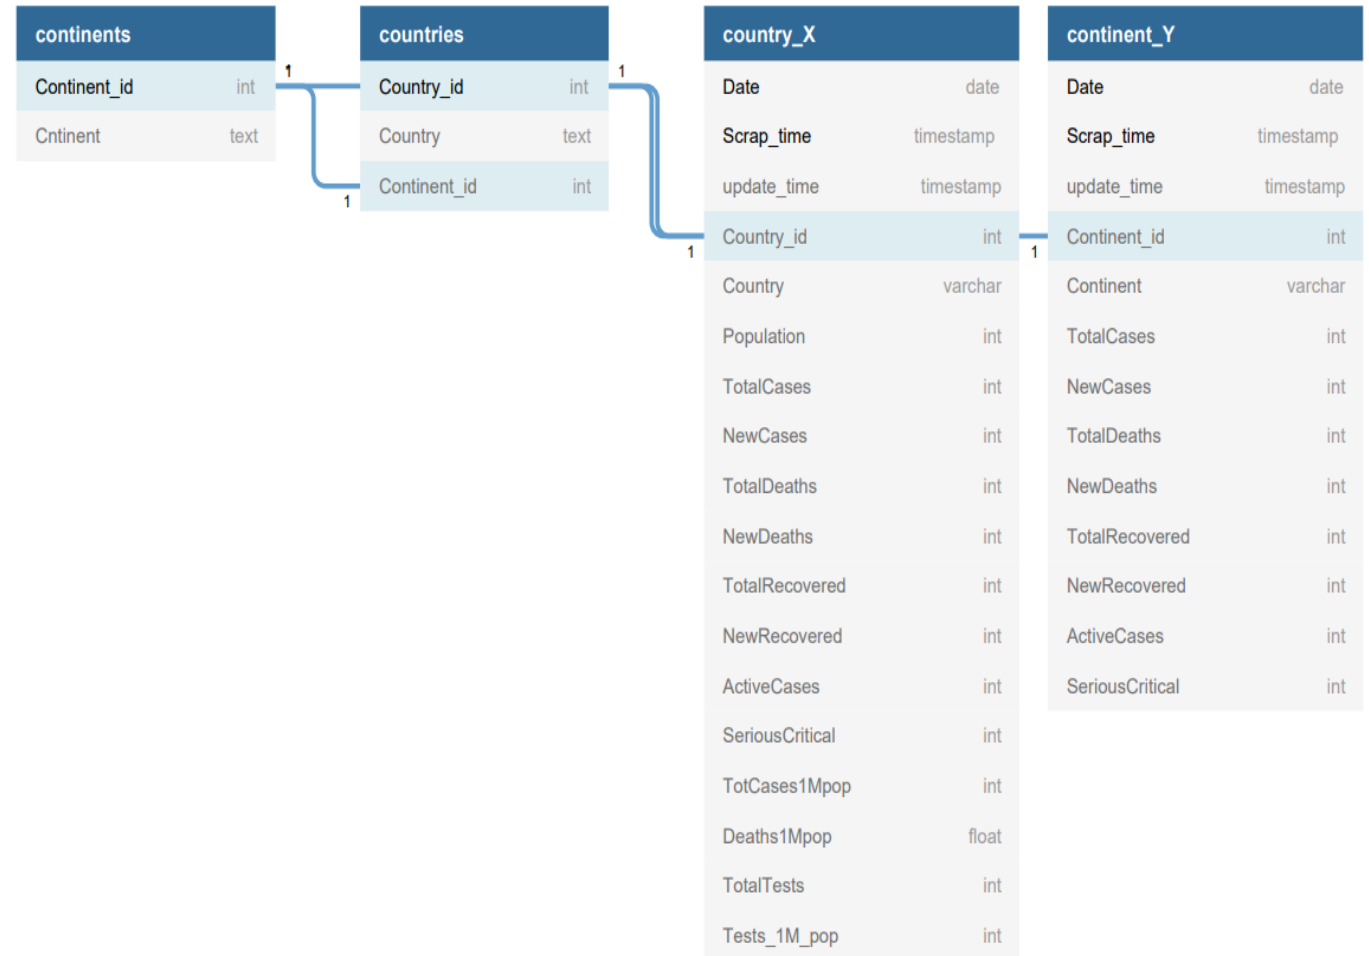 continents
Continent_id int
Cntinent text
countries
Country_id int
Country text
Continent_id int
1
1
1
1
1
country_X
Date date
Scrap_time timestamp
update_time timestamp
Country_id int
Country varchar
Population int
TotalCases int
NewCases int
TotalDeaths int
NewDeaths int
TotalRecovered int
NewRecovered int
ActiveCases int
SeriousCritical int
TotCases1Mpop int
Deaths1Mpop float
TotalTests int
Tests_1M_pop int
continent_Y
Date date
Scrap_time timestamp
update_time timestamp
Continent_id int
Continent varchar
TotalCases int
NewCases int
TotalDeaths int
NewDeaths int
TotalRecovered int
NewRecovered int
ActiveCases int
SeriousCritical int